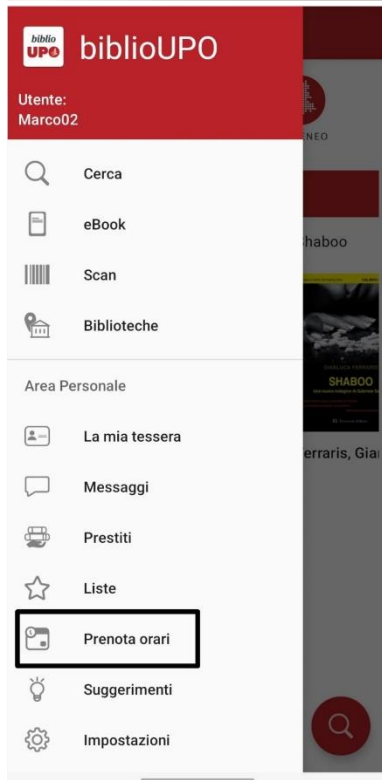 biblio
UPO
biblioUPO
Utente:
Marco02
NEO
Cerca
eBook
haboo
Scan
Biblioteche
SHABOO
Area Personale
La mia tessera
erraris, Gia
Messaggi
Prestiti
Liste
Prenota orari
Suggerimenti
Impostazioni